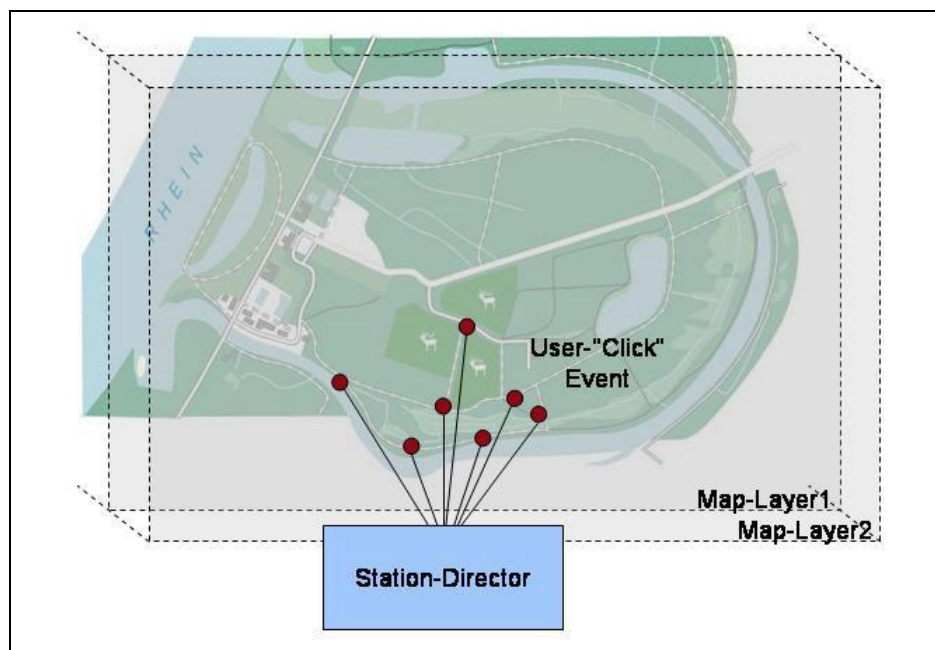 RHEIN
User-"Click"
Event
Map-Layer1
Map-Layer2
Station-Director